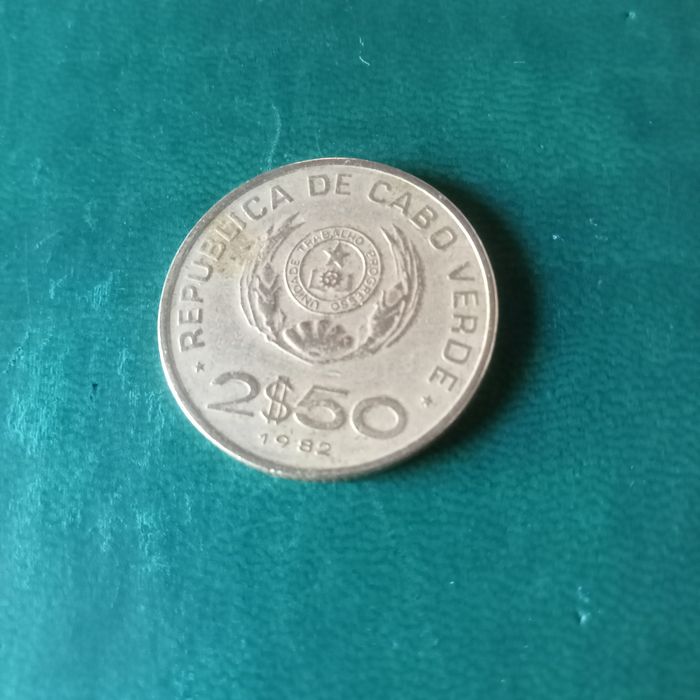 * REPUBLICA DE CABO VERDE *
UNIDADE TRABALHO PROGRESSO
2$50
1982